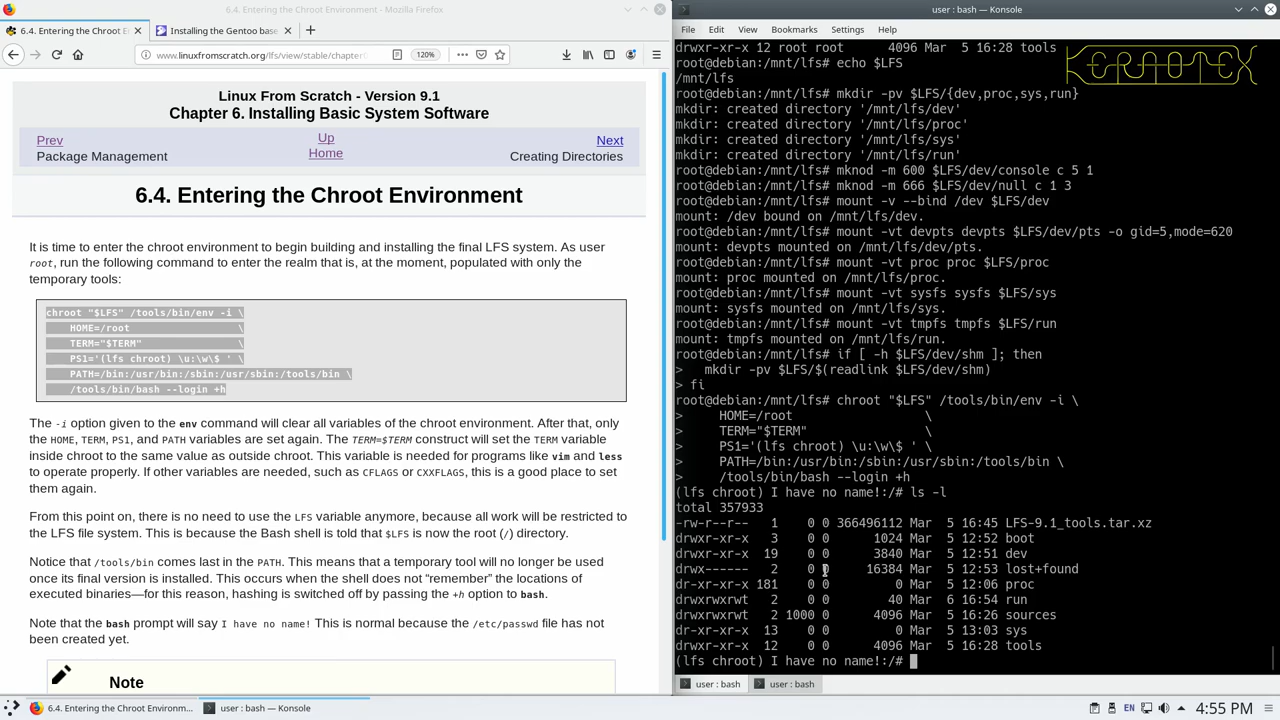 6.4. Entering the Chroot Environment - Mozilla Firefox
6.4. Entering the Chroot E
Installing the Gentoo base
www.linuxfromscratch.org/lfs/view/stable/chapter
120%
Linux From Scratch - Version 9.1
Chapter 6. Installing Basic System Software
Prev
Up
Next
Package Management
Home
Creating Directories
6.4. Entering the Chroot Environment
It is time to enter the chroot environment to begin building and installing the final LFS system. As user
root, run the following command to enter the realm that is, at the moment, populated with only the
temporary tools:
chroot "$LFS" /tools/bin/env -i \
    HOME=/root                  \
    TERM="$TERM"                \
    PS1='(lfs chroot) \u:\w\$ ' \
    PATH=/bin:/usr/bin:/sbin:/usr/sbin:/tools/bin \
    /tools/bin/bash --login +h
The -i option given to the env command will clear all variables of the chroot environment. After that, only
the HOME, TERM, PS1, and PATH variables are set again. The TERM=$TERM construct will set the TERM variable
inside chroot to the same value as outside chroot. This variable is needed for programs like vim and less
to operate properly. If other variables are needed, such as CFLAGS or CXXFLAGS, this is a good place to set
them again.
From this point on, there is no need to use the LFS variable anymore, because all work will be restricted to
the LFS file system. This is because the Bash shell is told that $LFS is now the root (/) directory.
Notice that /tools/bin comes last in the PATH. This means that a temporary tool will no longer be used
once its final version is installed. This occurs when the shell does not “remember” the locations of
executed binaries—for this reason, hashing is switched off by passing the +h option to bash.
Note that the bash prompt will say I have no name! This is normal because the /etc/passwd file has not
been created yet.
Note
user : bash — Konsole
File Edit View Bookmarks Settings Help
drwxr-xr-x 12 root root      4096 Mar  5 16:28 tools
root@debian:/mnt/lfs# echo $LFS
/mnt/lfs
root@debian:/mnt/lfs# mkdir -pv $LFS/{dev,proc,sys,run}
mkdir: created directory '/mnt/lfs/dev'
mkdir: created directory '/mnt/lfs/proc'
mkdir: created directory '/mnt/lfs/sys'
mkdir: created directory '/mnt/lfs/run'
root@debian:/mnt/lfs# mknod -m 600 $LFS/dev/console c 5 1
root@debian:/mnt/lfs# mknod -m 666 $LFS/dev/null c 1 3
root@debian:/mnt/lfs# mount -v --bind /dev $LFS/dev
mount: /dev bound on /mnt/lfs/dev.
root@debian:/mnt/lfs# mount -vt devpts devpts $LFS/dev/pts -o gid=5,mode=620
mount: devpts mounted on /mnt/lfs/dev/pts.
root@debian:/mnt/lfs# mount -vt proc proc $LFS/proc
mount: proc mounted on /mnt/lfs/proc.
root@debian:/mnt/lfs# mount -vt sysfs sysfs $LFS/sys
mount: sysfs mounted on /mnt/lfs/sys.
root@debian:/mnt/lfs# mount -vt tmpfs tmpfs $LFS/run
mount: tmpfs mounted on /mnt/lfs/run.
root@debian:/mnt/lfs# if [ -h $LFS/dev/shm ]; then
>   mkdir -pv $LFS/$(readlink $LFS/dev/shm)
> fi
root@debian:/mnt/lfs# chroot "$LFS" /tools/bin/env -i \
>     HOME=/root                  \
>     TERM="$TERM"                \
>     PS1='(lfs chroot) \u:\w\$ ' \
>     PATH=/bin:/usr/bin:/sbin:/usr/sbin:/tools/bin \
>     /tools/bin/bash --login +h
(lfs chroot) I have no name!:/# ls -l
total 357933
-rw-r--r--   1    0 0 366496112 Mar  5 16:45 LFS-9.1_tools.tar.xz
drwxr-xr-x   3    0 0      1024 Mar  5 12:52 boot
drwxr-xr-x  19    0 0      3840 Mar  5 12:51 dev
drwx------   2    0 0     16384 Mar  5 12:53 lost+found
dr-xr-xr-x 181    0 0         0 Mar  5 12:06 proc
drwxrwxrwt   2    0 0        40 Mar  6 16:54 run
drwxrwxrwt   2 1000 0      4096 Mar  5 16:26 sources
dr-xr-xr-x  13    0 0         0 Mar  5 13:03 sys
drwxr-xr-x  12    0 0      4096 Mar  5 16:28 tools
(lfs chroot) I have no name!:/#
user : bash
user : bash
6.4. Entering the Chroot Environm...
user : bash — Konsole
EN
4:55 PM